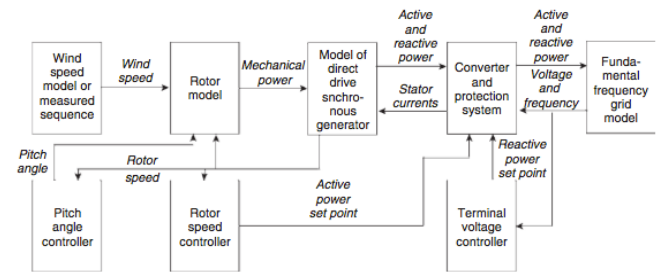 Wind
speed
model or
measured
sequence
Wind
speed
Rotor
model
Mechanical
power
Model of
direct
drive
snchro-
nous
generator
Active
and
reactive
power
Stator
currents
Converter
and
protection
system
Active
and
reactive
power
Voltage
and
frequency
Funda-
mental
frequency
grid
model
Pitch
angle
Rotor
speed
Active
power
set point
Reactive
power
set point
Pitch
angle
controller
Rotor
speed
controller
Terminal
voltage
controller